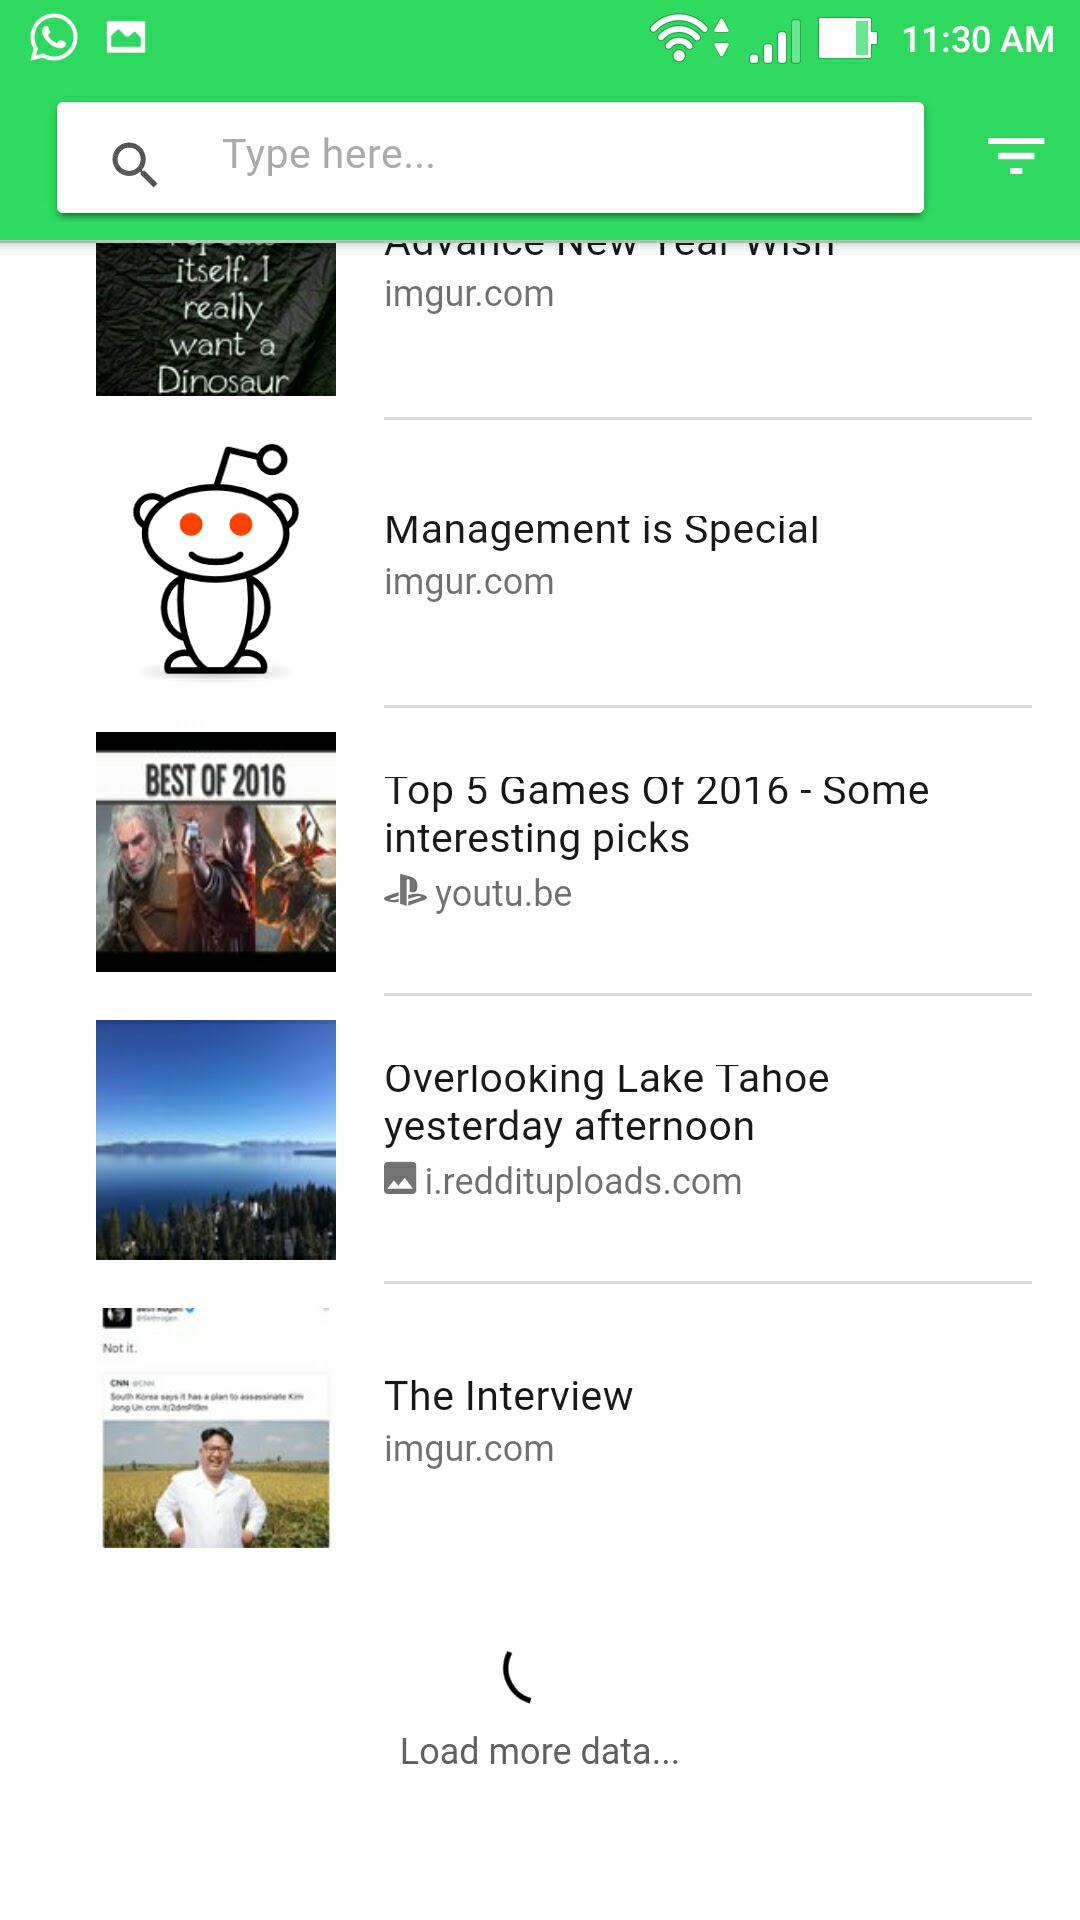 11:30 AM
Type here...
itself. I
really
want a
Dinosaur
Advance New Year Wish
imgur.com
Management is Special
imgur.com
BEST OF 2016
Top 5 Games Of 2016 - Some
interesting picks
youtu.be
Overlooking Lake Tahoe
yesterday afternoon
i.reddituploads.com
Not it.
CNN @CNN
South Korea says it has a plan to assassinate Kim
Jong Un
The Interview
imgur.com
Load more data...